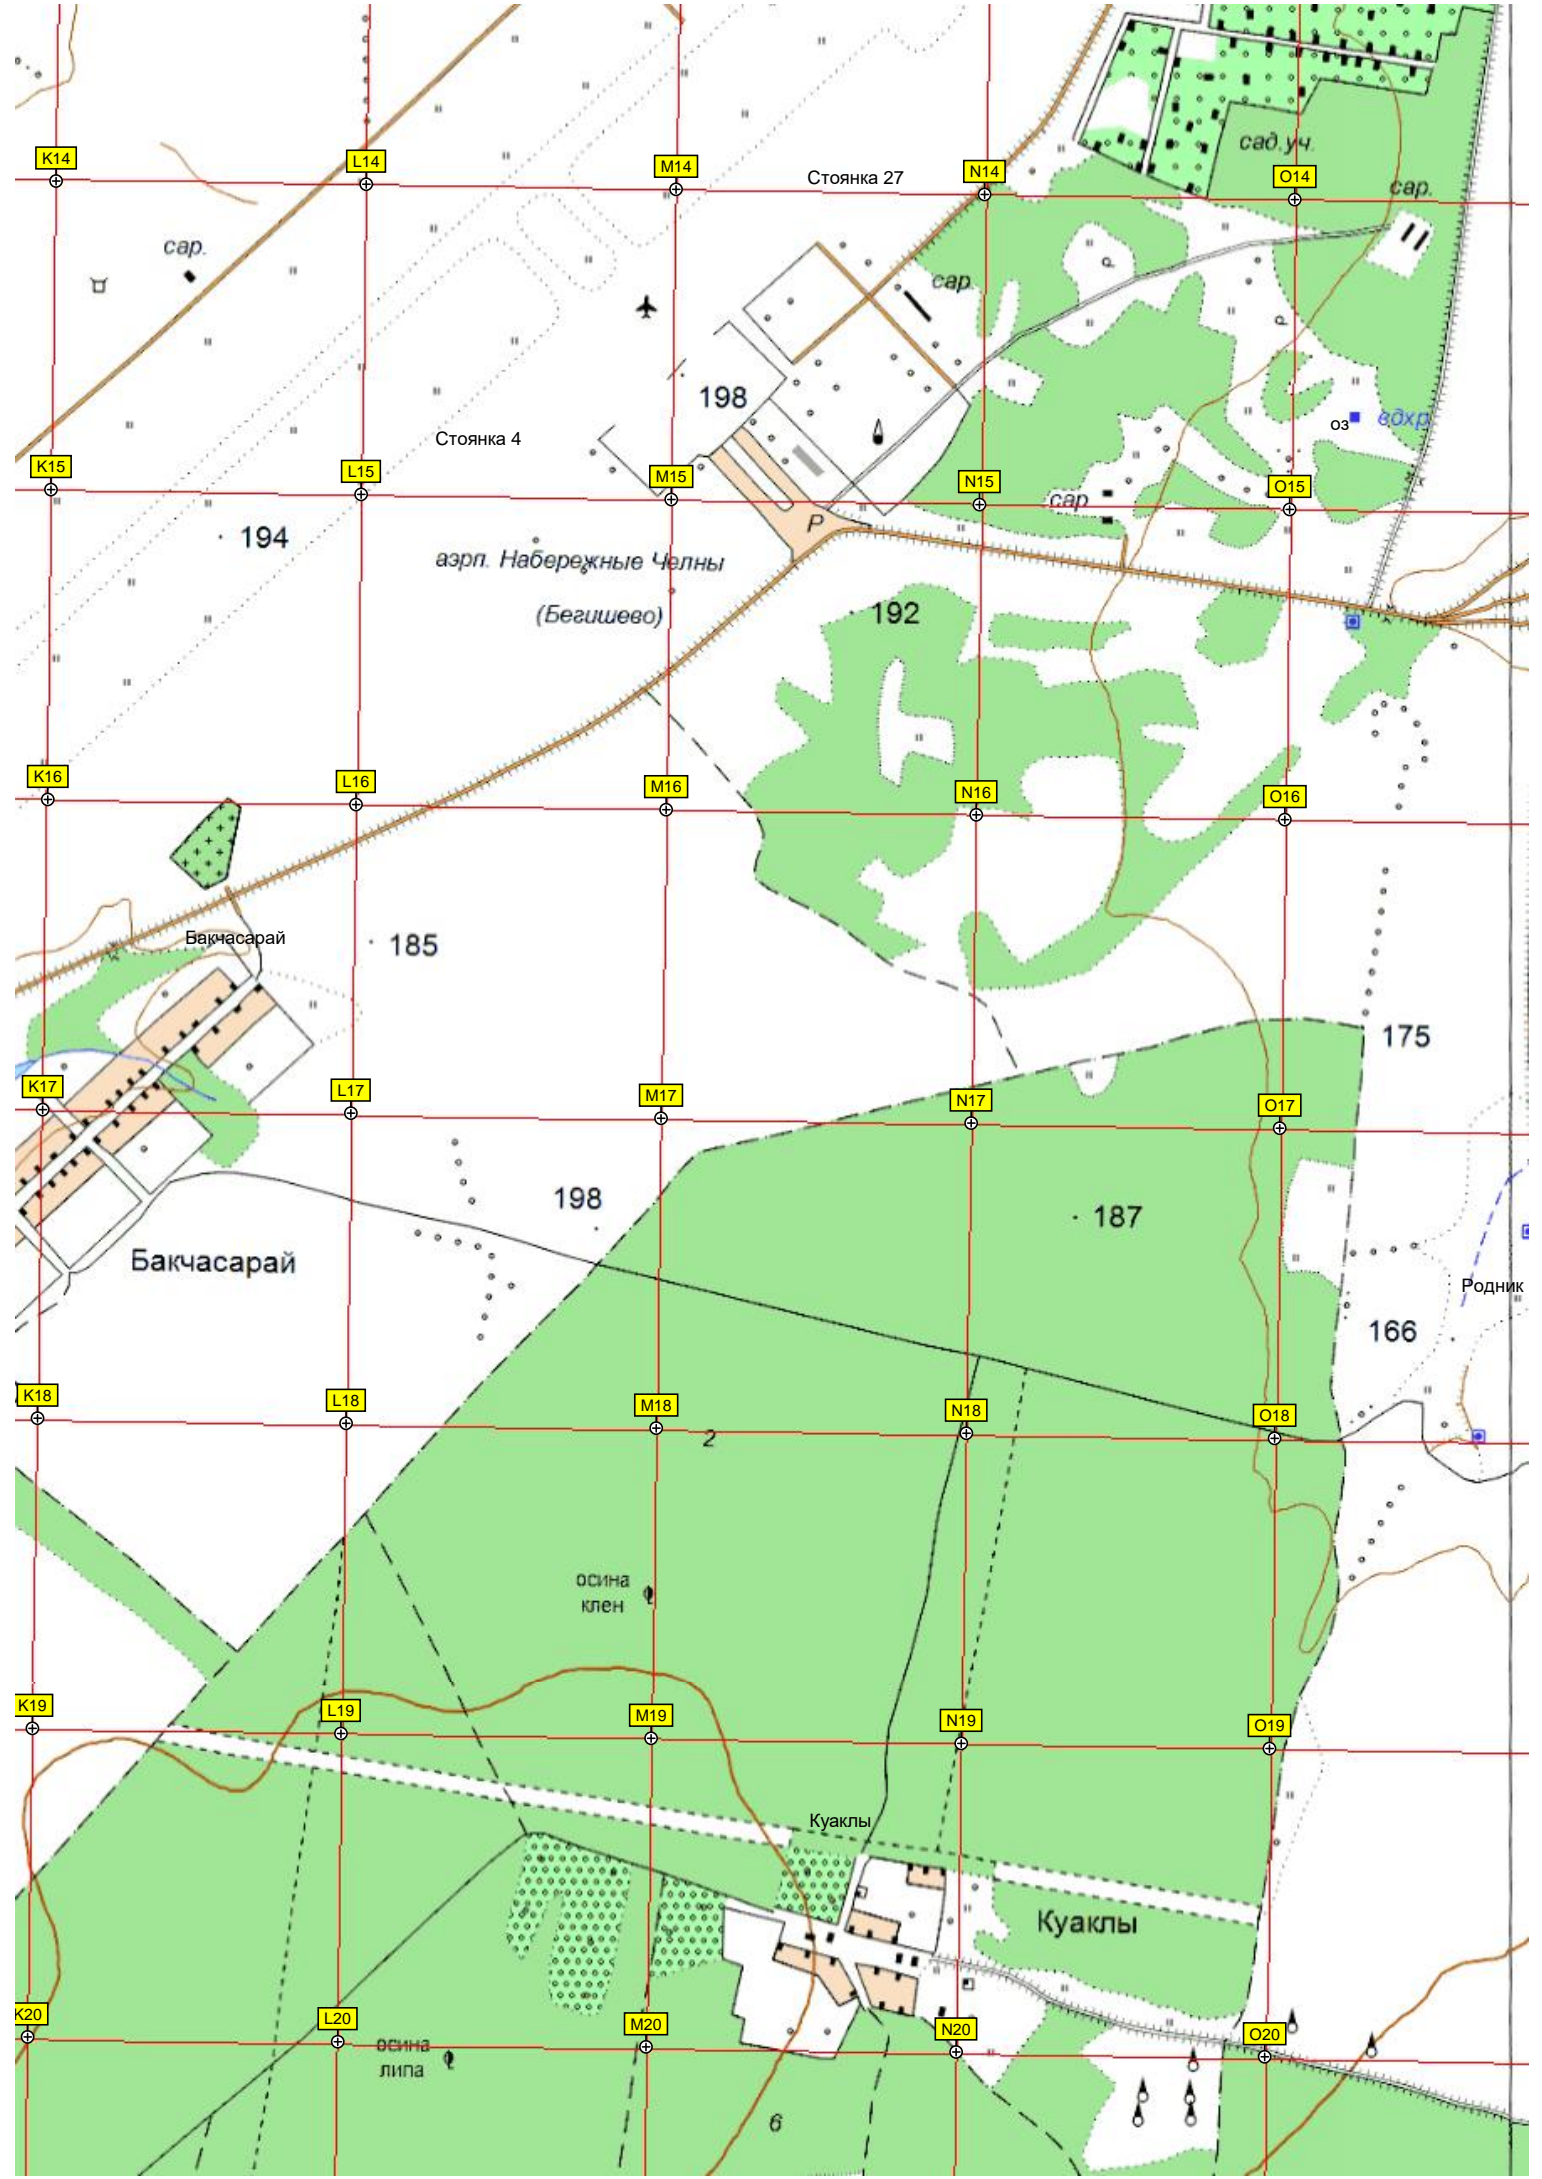 сад.уч.
K14
L14
M14
Стоянка 27
N14
O14
сар.
сар.
сар
198
вдхр
оз
Стоянка 4
K15
L15
M15
N15
O15
сар
P
194
аэрп. Набережные Челны
(Бегишево)
192
K16
L16
M16
N16
O16
Бакчасарай
185
175
K17
L17
M17
N17
O17
198
187
Бакчасарай
Родник
166
K18
L18
M18
N18
O18
2
осина
клен
K19
L19
M19
N19
O19
Куаклы
Куаклы
K20
L20
M20
N20
O20
осина
липа
6